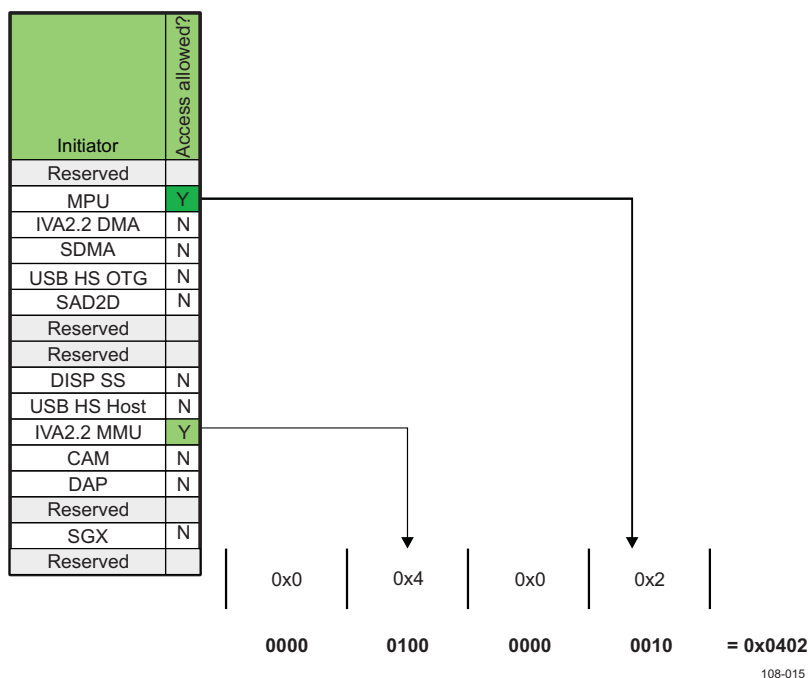 Initiator Access allowed?
Reserved
MPU Y
IVA2.2 DMA N
SDMA N
USB HS OTG N
SAD2D N
Reserved
Reserved
DISP SS N
USB HS Host N
IVA2.2 MMU Y
CAM N
DAP N
Reserved
SGX N
Reserved
0x0 0x4 0x0 0x2
0000 0100 0000 0010 = 0x0402
108-015